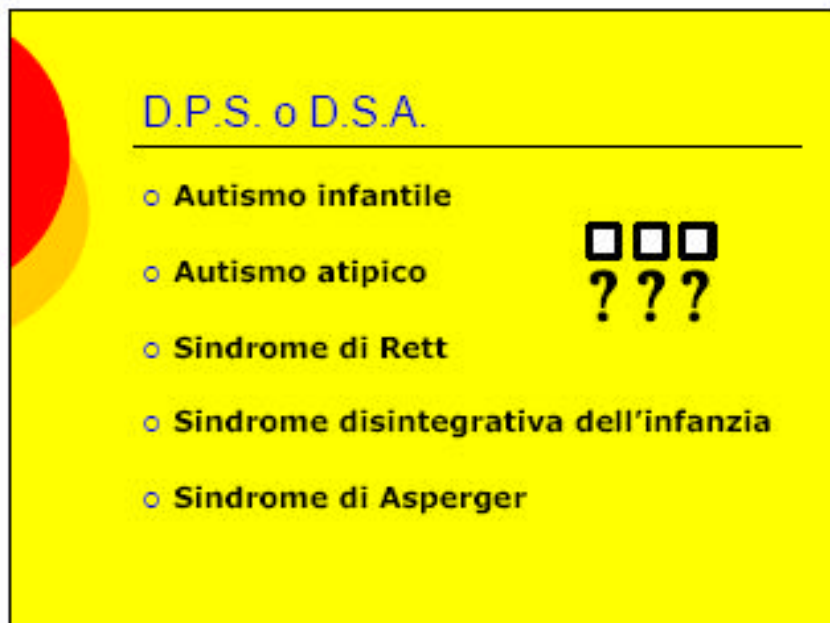 D.P.S. o D.S.A.
Autismo infantile
Autismo atipico
? ? ?
Sindrome di Rett
Sindrome disintegrativa dell'infanzia
Sindrome di Asperger